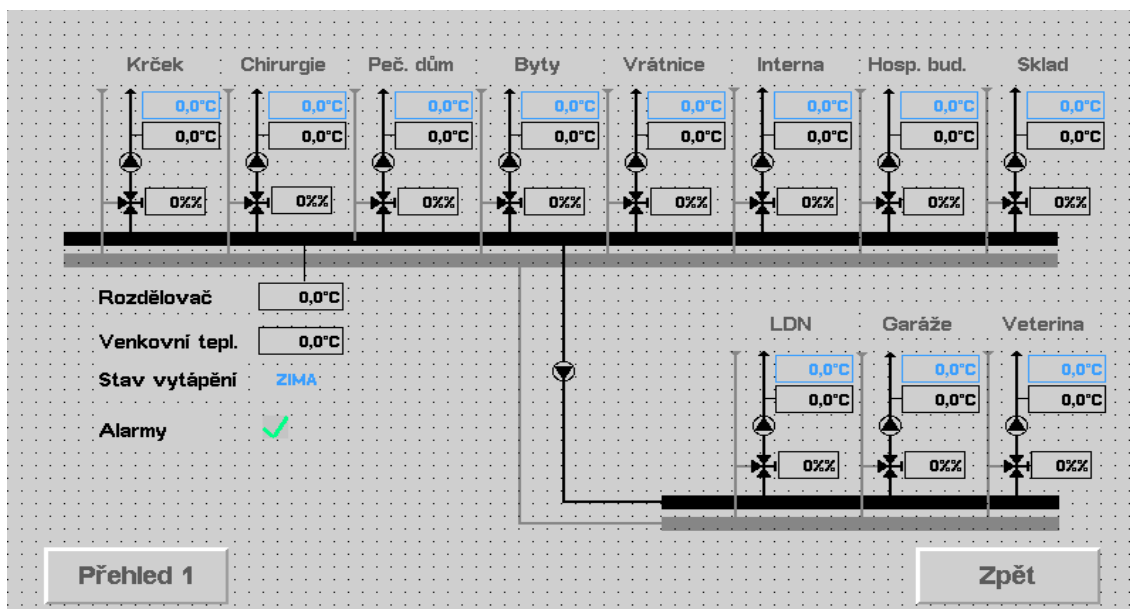 Krček Chirurgie Peč. dům Byty Vrátnice Interna Hosp. bud. Sklad
0,0°C 0,0°C 0,0°C 0,0°C 0,0°C 0,0°C 0,0°C 0,0°C
0,0°C 0,0°C 0,0°C 0,0°C 0,0°C 0,0°C 0,0°C 0,0°C
0%% 0%% 0%% 0%% 0%% 0%% 0%% 0%%
Rozdělovač 0,0°C
Venkovní tepl. 0,0°C
Stav vytápění ZIMA
Alarmy
LDN Garáže Veterina
0,0°C 0,0°C 0,0°C
0,0°C 0,0°C 0,0°C
0%% 0%% 0%%
Přehled 1 Zpět